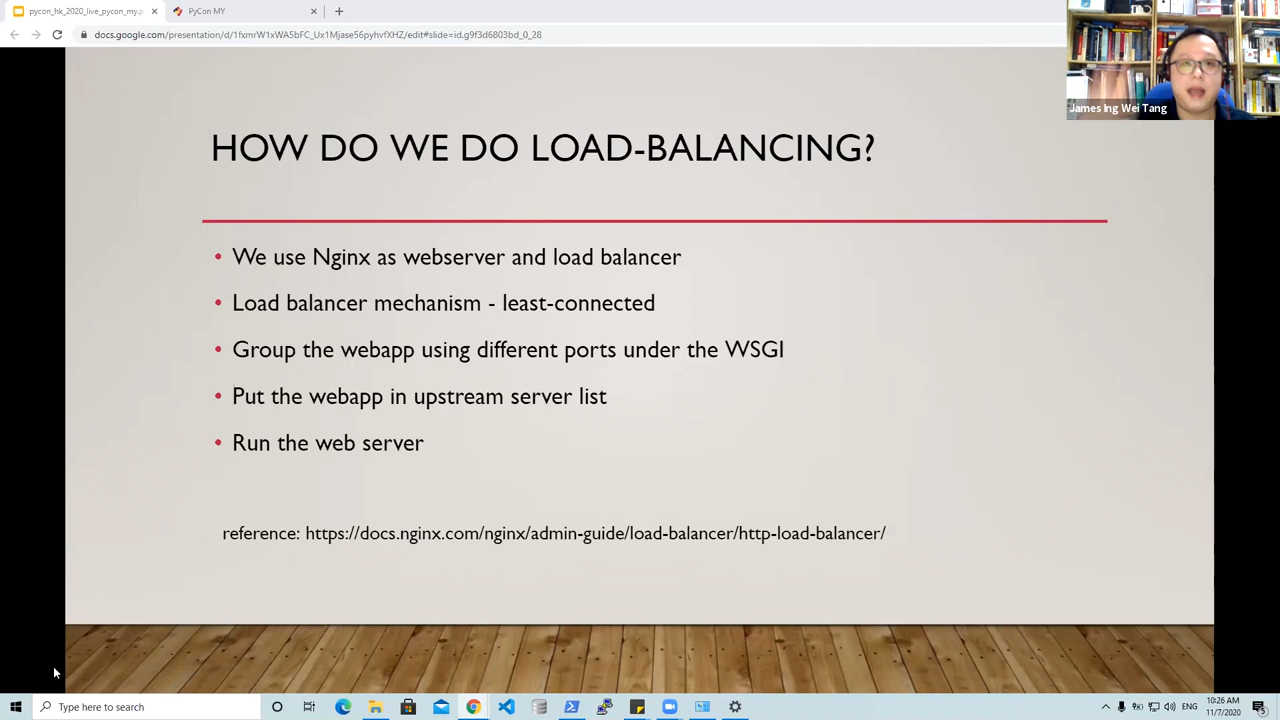 pycon_hk_2020_live_pycon_my.p
PyCon MY
docs.google.com/presentation/d/1fxmrW1xWA5bFC_Ux1Mjase56pyhvfXHZ/edit#slide=id.g9f3d6803bd_0_28
James Ing Wei Tang
HOW DO WE DO LOAD-BALANCING?
• We use Nginx as webserver and load balancer
• Load balancer mechanism - least-connected
• Group the webapp using different ports under the WSGI
• Put the webapp in upstream server list
• Run the web server
reference: https://docs.nginx.com/nginx/admin-guide/load-balancer/http-load-balancer/
Type here to search
ENG
10:26 AM
11/7/2020
5